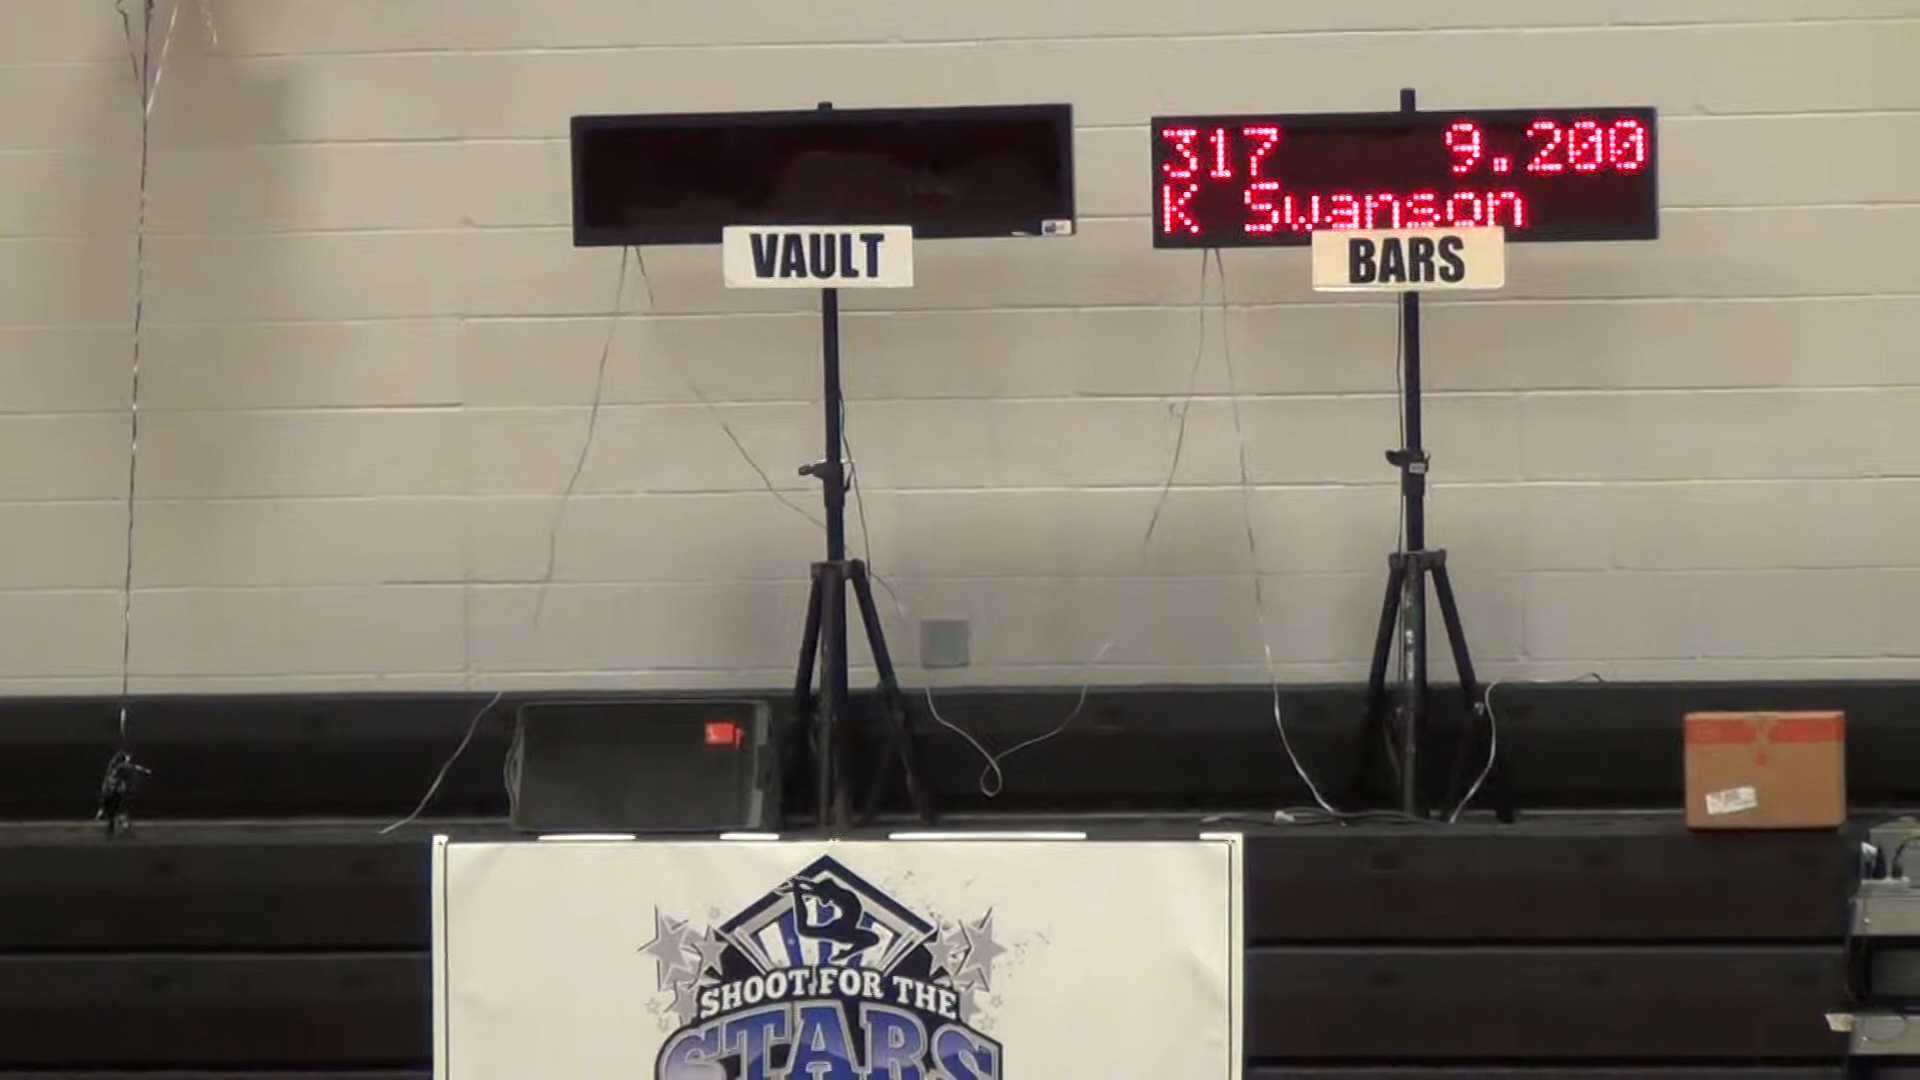 317 9.200
K Swanson
VAULT
BARS
SHOOT FOR THE
STARS